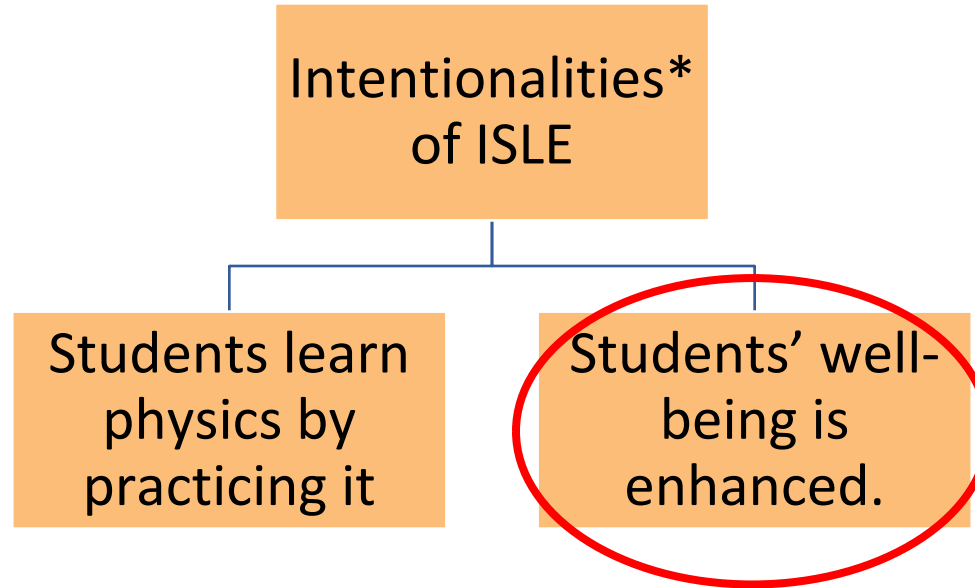 Intentionalities*
of ISLE
Students learn
physics by
practicing it
Students’ well-
being is
enhanced.